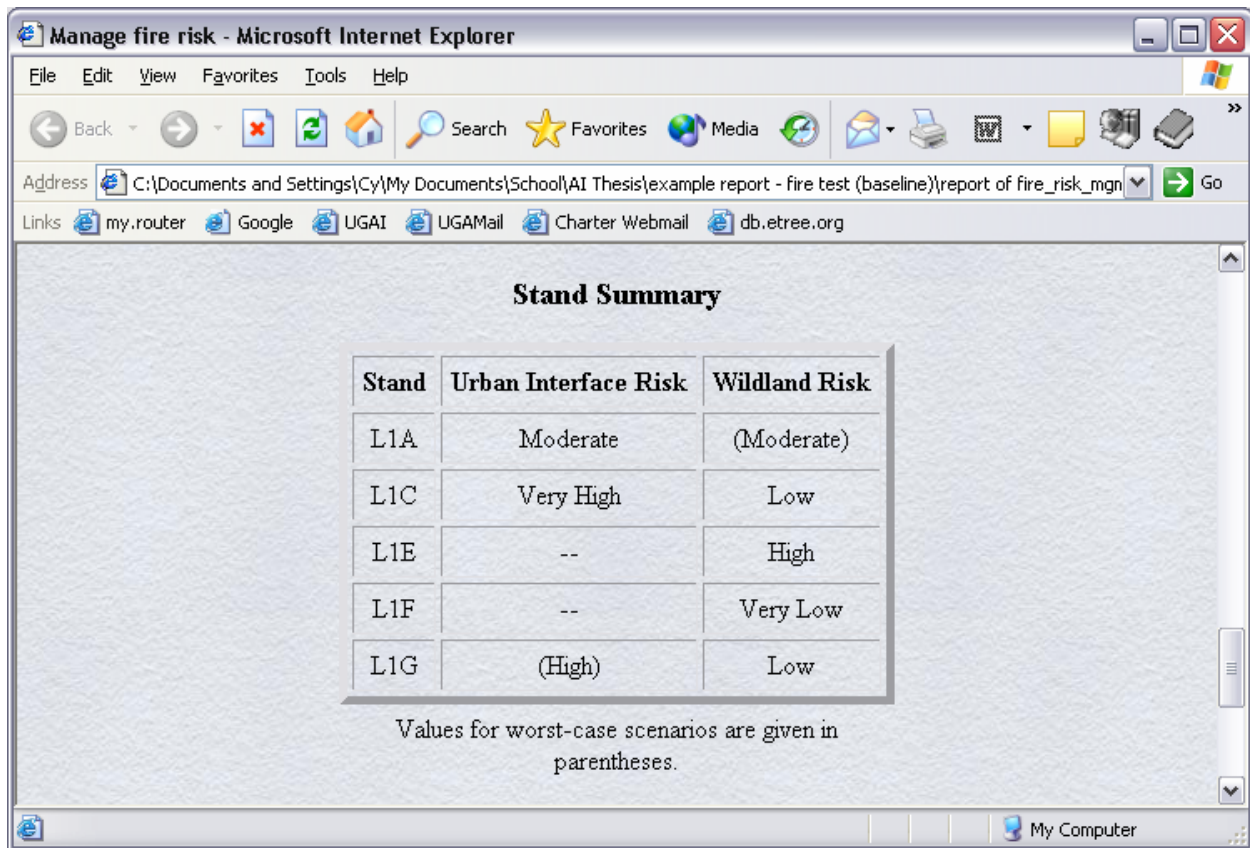 Manage fire risk - Microsoft Internet Explorer
File Edit View Favorites Tools Help
Back Search Favorites Media »
Address C:\Documents and Settings\Cy\My Documents\School\AI Thesis\example report - fire test (baseline)\report of fire_risk_mgn Go
Links my.router Google UGAI UGAMail Charter Webmail db.etree.org
Stand Summary
Stand Urban Interface Risk Wildland Risk
L1A Moderate (Moderate)
L1C Very High Low
L1E -- High
L1F -- Very Low
L1G (High) Low
Values for worst-case scenarios are given in
parentheses.
My Computer